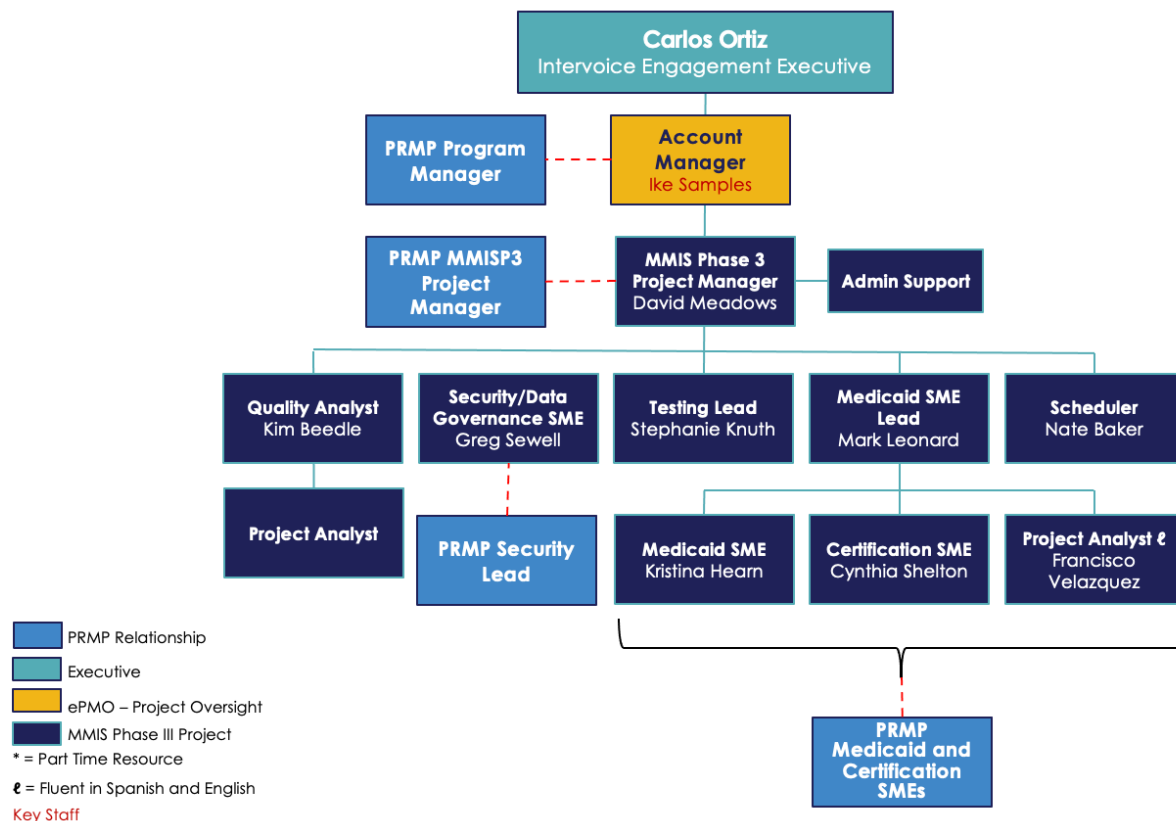 Carlos Ortiz
Intervoice Engagement Executive
PRMP Program
Manager
Account
Manager
Ike Samples
PRMP MMISP3
Project
Manager
MMIS Phase 3
Project Manager
David Meadows
Admin Support
Quality Analyst
Kim Beedle
Security/Data
Governance SME
Greg Sewell
Testing Lead
Stephanie Knuth
Medicaid SME
Lead
Mark Leonard
Scheduler
Nate Baker
Project Analyst
PRMP Security
Lead
Medicaid SME
Kristina Hearn
Certification SME
Cynthia Shelton
Project Analyst ℓ
Francisco
Velazquez
PRMP Relationship
Executive
ePMO – Project Oversight
MMIS Phase III Project
* = Part Time Resource
ℓ = Fluent in Spanish and English
Key Staff
PRMP
Medicaid and
Certification
SMEs